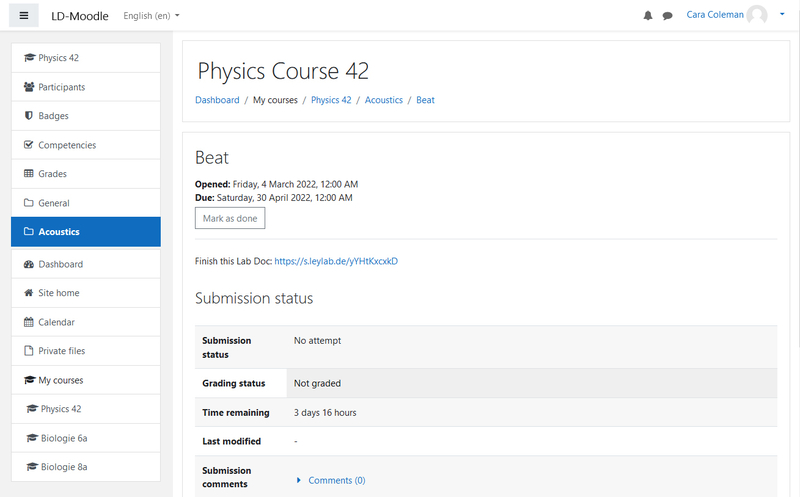 LD-Moodle English (en)
Cara Coleman
Physics 42
Participants
Badges
Competencies
Grades
General
Acoustics
Dashboard
Site home
Calendar
Private files
My courses
Physics 42
Biologie 6a
Biologie 8a
Physics Course 42
Dashboard / My courses / Physics 42 / Acoustics / Beat
Beat
Opened: Friday, 4 March 2022, 12:00 AM
Due: Saturday, 30 April 2022, 12:00 AM
Mark as done
Finish this Lab Doc: https://s.leylab.de/yYHtKxcxkD
Submission status
Submission status No attempt
Grading status Not graded
Time remaining 3 days 16 hours
Last modified -
Submission comments Comments (0)